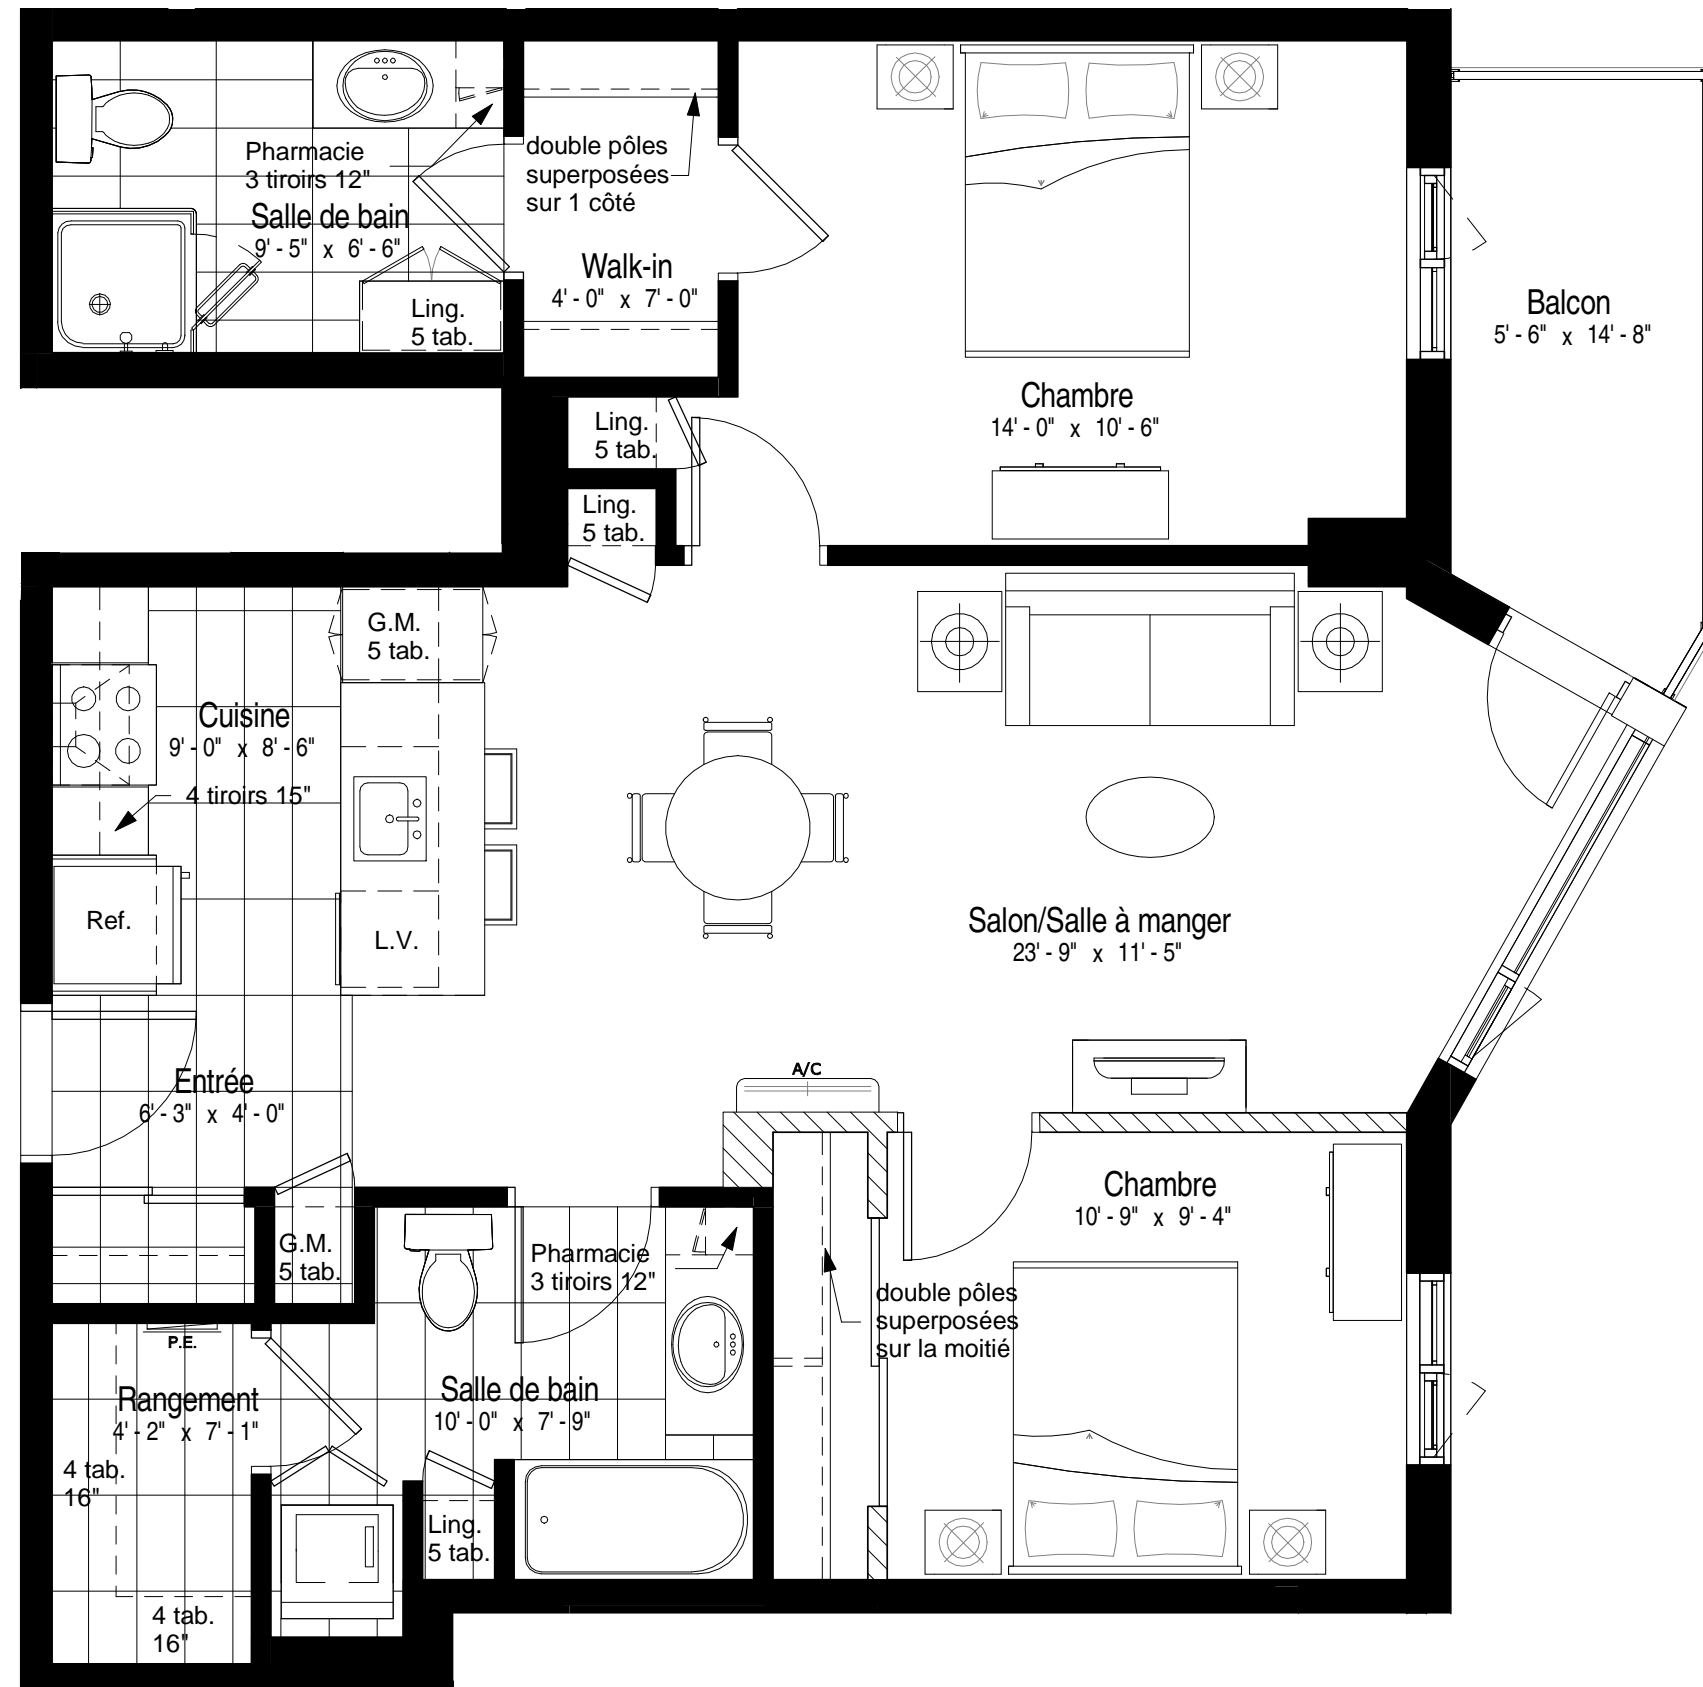 Pharmacie
3 tiroirs 12"
Salle de bain
9' - 5" x 6' - 6"
Ling.
5 tab.
double pôles
superposées
sur 1 côté
Walk-in
4' - 0" x 7' - 0"
Chambre
14' - 0" x 10' - 6"
Balcon
5' - 6" x 14' - 8"
Ling.
5 tab.
Ling.
5 tab.
G.M.
5 tab.
Cuisine
9' - 0" x 8' - 6"
4 tiroirs 15"
Ref.
L.V.
Salon/Salle à manger
23' - 9" x 11' - 5"
A/C
Entrée
6' - 3" x 4' - 0"
G.M.
5 tab.
Pharmacie
3 tiroirs 12"
Chambre
10' - 9" x 9' - 4"
double pôles
superposées
sur la moitié
P.E.
Rangement
4' - 2" x 7' - 1"
4 tab.
16"
Salle de bain
10' - 0" x 7' - 9"
Ling.
5 tab.
4 tab.
16"